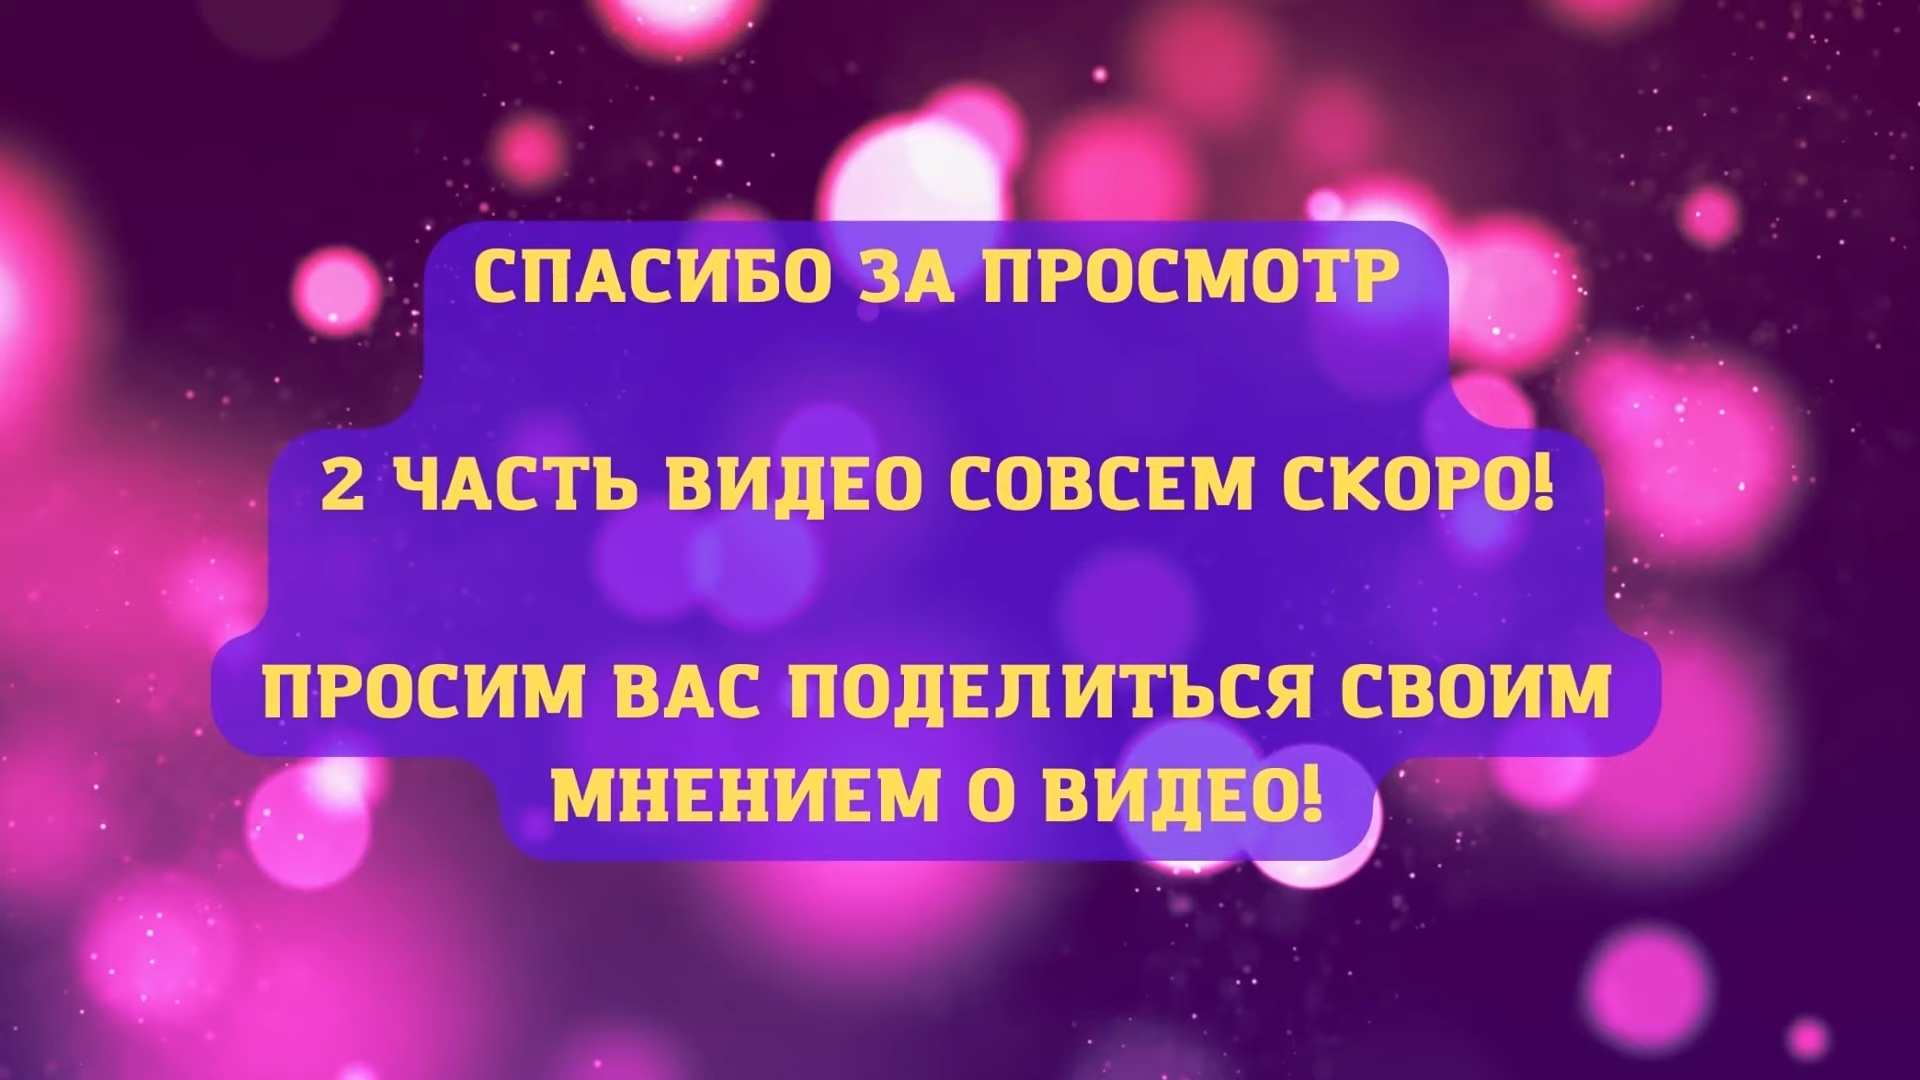 СПАСИБО ЗА ПРОСМОТР
2 ЧАСТЬ ВИДЕО СОВСЕМ СКОРО!
ПРОСИМ ВАС ПОДЕЛИТЬСЯ СВОИМ
МНЕНИЕМ О ВИДЕО!